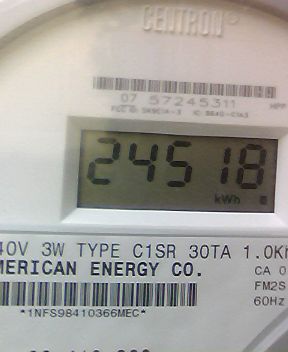 CENTRON®
07 57245311
24518
kWh
40V 3W TYPE C1SR 30TA 1.0K
MERICAN ENERGY CO.
CA 0
FM2S
60Hz
*1NFS98410366MEC*